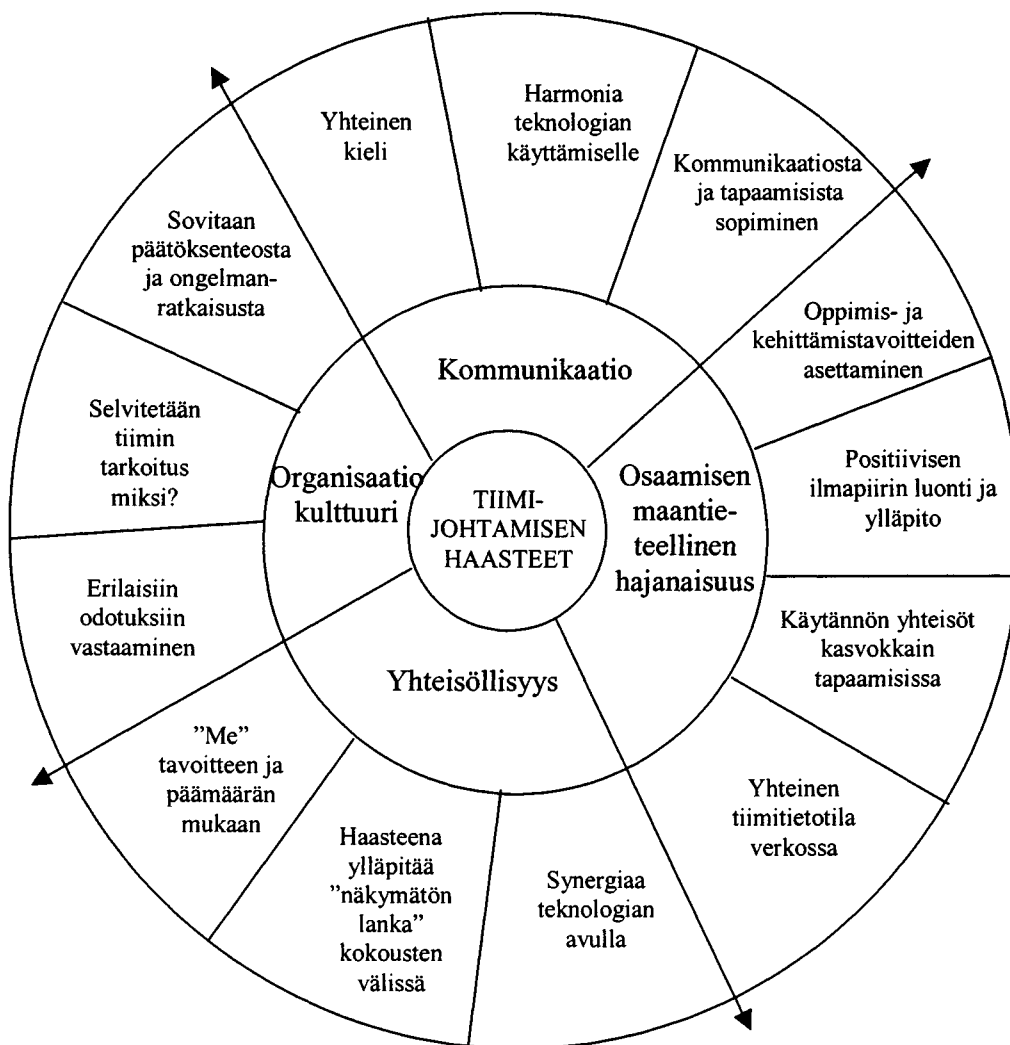 Yhteinen
kieli
Harmonia
teknologian
käyttämiselle
Kommunikaatiosta
ja tapaamisista
sopiminen
Oppimis- ja
kehittämistavoitteiden
asettaminen
Positiivisen
ilmapiirin luonti ja
ylläpito
Käytännön yhteisöt
kasvokkain
tapaamisissa
Yhteinen
tiimitietotila
verkossa
Synergiaa
teknologian
avulla
Haasteena
ylläpitää
”näkymätön
lanka”
kokousten
välissä
”Me”
tavoitteen ja
päämäärän
mukaan
Erilaisiin
odotuksiin
vastaaminen
Selvitetään
tiimin
tarkoitus
miksi?
Sovitaan
päätöksenteosta
ja ongelman-
ratkaisusta
Kommunikaatio
Osaamisen
maantie-
teellinen
hajanaisuus
Yhteisöllisyys
Organisaatio
kulttuuri
TIIMI-
JOHTAMISEN
HAASTEET